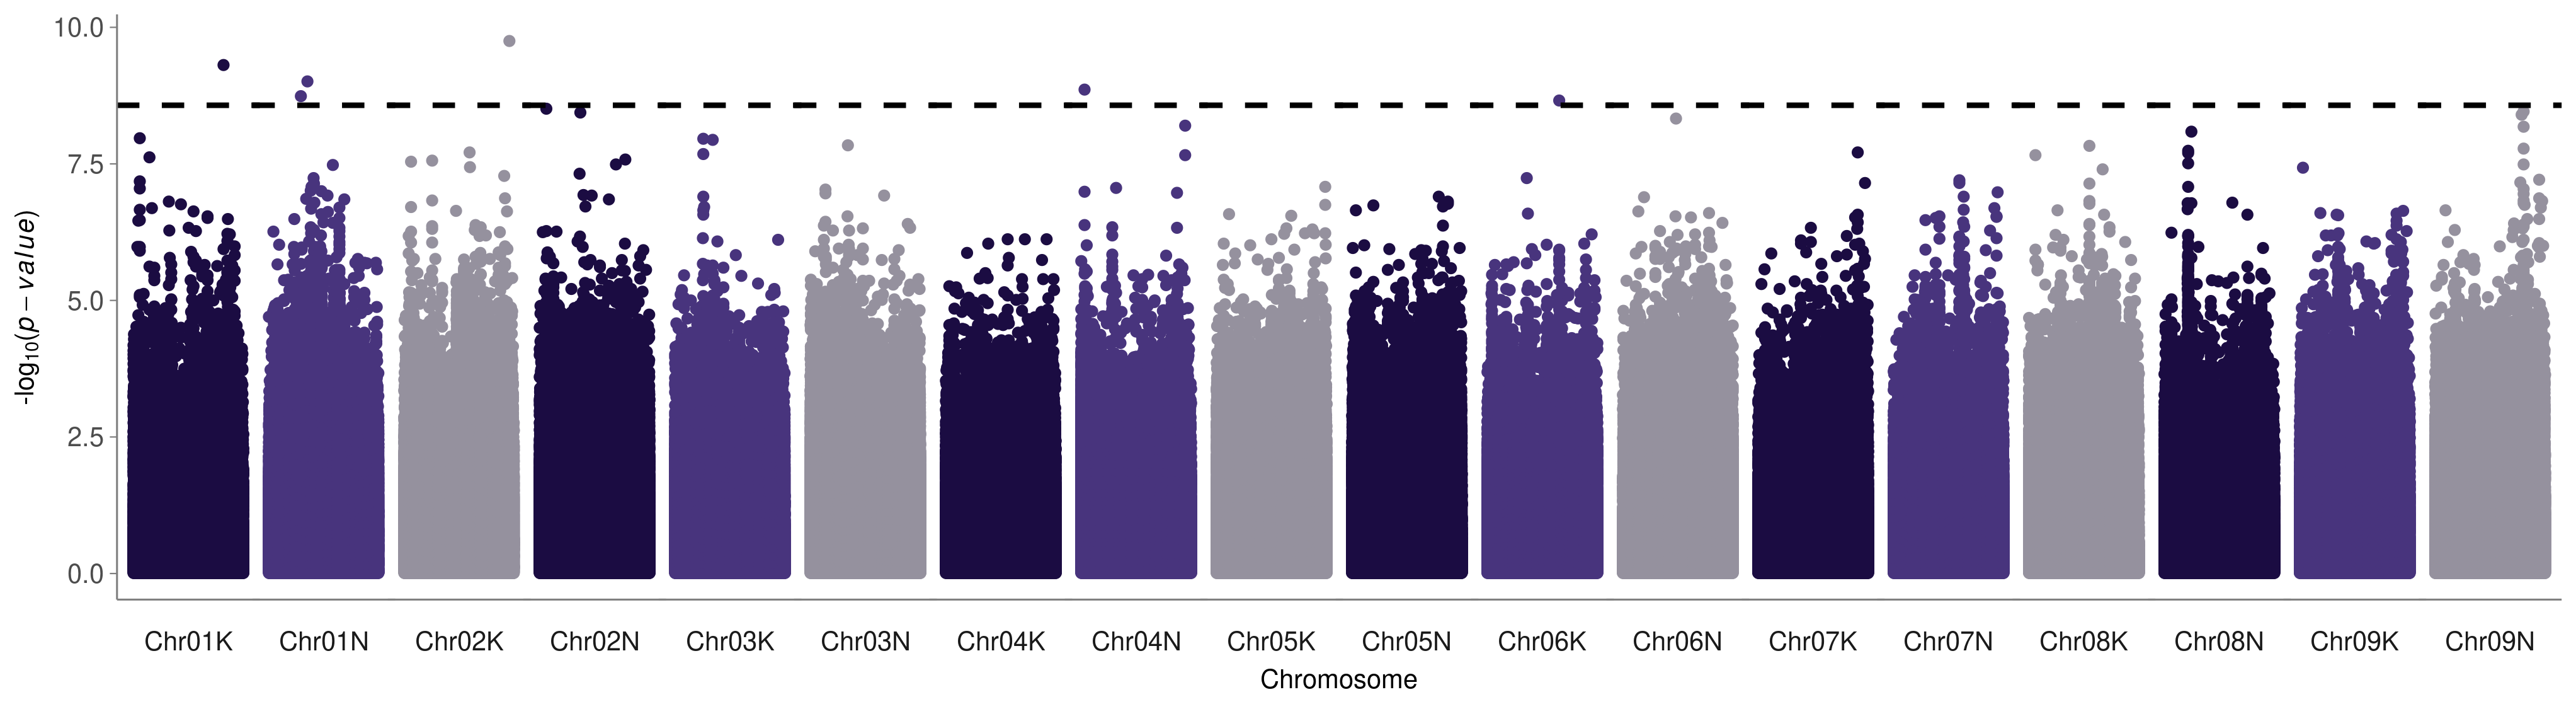 10.0
7.5
5.0
2.5
0.0
-log10(p − value)
Chr01K Chr01N Chr02K Chr02N Chr03K Chr03N Chr04K Chr04N Chr05K Chr05N Chr06K Chr06N Chr07K Chr07N Chr08K Chr08N Chr09K Chr09N
Chromosome